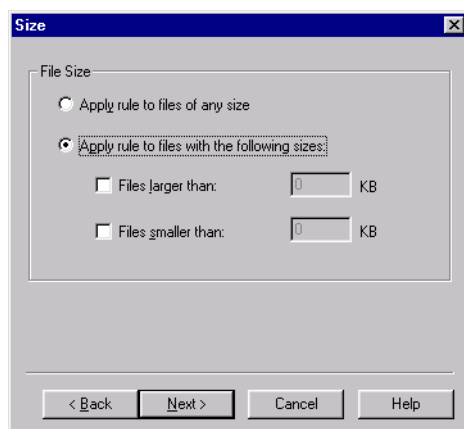 Size
File Size
Apply rule to files of any size
Apply rule to files with the following sizes:
Files larger than: 0 KB
Files smaller than: 0 KB
< Back Next > Cancel Help